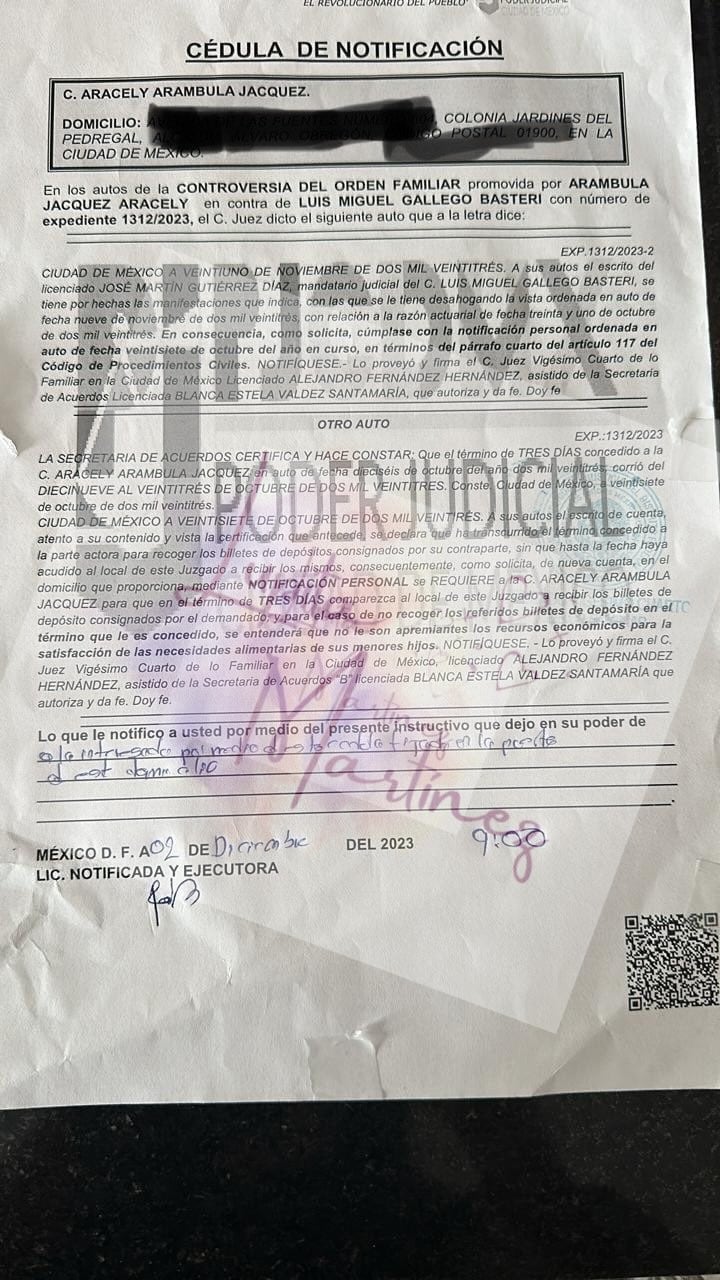 EL REVOLUCIONARIO DEL PUEBLO"
PODER JUDICIAL
CIUDAD DE MÉXICO
CÉDULA DE NOTIFICACIÓN
C. ARACELY ARAMBULA JACQUEZ.
DOMICILIO: COLONIA JARDINES DEL
PEDREGAL, POSTAL 01900, EN LA
CIUDAD DE MÉXICO.
En los autos de la CONTROVERSIA DEL ORDEN FAMILIAR promovida por ARAMBULA
JACQUEZ ARACELY en contra de LUIS MIGUEL GALLEGO BASTERI con número de
expediente 1312/2023, el C. Juez dicto el siguiente auto que a la letra dice:
EXP.1312/2023-2
CIUDAD DE MÉXICO A VEINTIUNO DE NOVIEMBRE DE DOS MIL VEINTITRÉS. A sus autos el escrito del
licenciado JOSÉ MARTÍN GUTIÉRREZ DÍAZ, mandatario judicial del C. LUIS MIGUEL GALLEGO BASTERI, se
tiene por hechas las manifestaciones que indica, con las que se le tiene desahogando la vista ordenada en auto de
fecha nueve de noviembre de dos mil veintitrés, con relación a la razón actuarial de fecha treinta y uno de octubre
de dos mil veintitrés. En consecuencia, como solicita, cúmplase con la notificación personal ordenada en
auto de fecha veintisiete de octubre del año en curso, en términos del párrafo cuarto del artículo 117 del
Código de Procedimientos Civiles. NOTIFÍQUESE.- Lo proveyó y firma el C. Juez Vigésimo Cuarto de lo
Familiar en la Ciudad de México Licenciado ALEJANDRO FERNÁNDEZ HERNÁNDEZ, asistido de la Secretaria
de Acuerdos Licenciada BLANCA ESTELA VALDEZ SANTAMARÍA, que autoriza y da fe. Doy fe
OTRO AUTO
EXP.:1312/2023
LA SECRETARIA DE ACUERDOS CERTIFICA Y HACE CONSTAR: Que el término de TRES DÍAS concedido a la
C. ARACELY ARAMBULA JACQUEZ en auto de fecha dieciséis de octubre del año dos mil veintitrés, corrió del
DIECINUEVE AL VEINTITRÉS DE OCTUBRE DE DOS MIL VEINTITRES. Conste. Ciudad de México, a veintisiete
de octubre de dos mil veintitrés.
CIUDAD DE MÉXICO A VEINTISIETE DE OCTUBRE DE DOS MIL VEINTIRÉS. A sus autos el escrito de cuenta,
atento a su contenido y vista la certificación que antecede, se declara que ha transcurrido el término concedido a
la parte actora para recoger los billetes de depósitos consignados por su contraparte, sin que hasta la fecha haya
acudido al local de este Juzgado a recibir los mismos, consecuentemente, como solicita, de nueva cuenta, en el
domicilio que proporciona, mediante NOTIFICACIÓN PERSONAL se REQUIERE a la C. ARACELY ARAMBULA
JACQUEZ para que en el término de TRES DÍAS comparezca al local de este Juzgado a recibir los billetes de
depósito consignados por el demandado, y para el caso de no recoger los referidos billetes de depósito en el
término que le es concedido, se entenderá que no le son apremiantes los recursos económicos para la
satisfacción de las necesidades alimentarias de sus menores hijos. NOTIFÍQUESE. - Lo proveyó y firma el C.
Juez Vigésimo Cuarto de lo Familiar en la Ciudad de México, licenciado ALEJANDRO FERNÁNDEZ
HERNÁNDEZ, asistido de la Secretaria de Acuerdos "B" licenciada BLANCA ESTELA VALDEZ SANTAMARÍA que
autoriza y da fe. Doy fe.
PODER JUDICIAL
Martínez
Lo que le notifico a usted por medio del presente instructivo que dejo en su poder de
en la puerta
domicilio
MÉXICO D. F. A 02 DE Diciembre DEL 2023 9:00
LIC. NOTIFICADA Y EJECUTORA